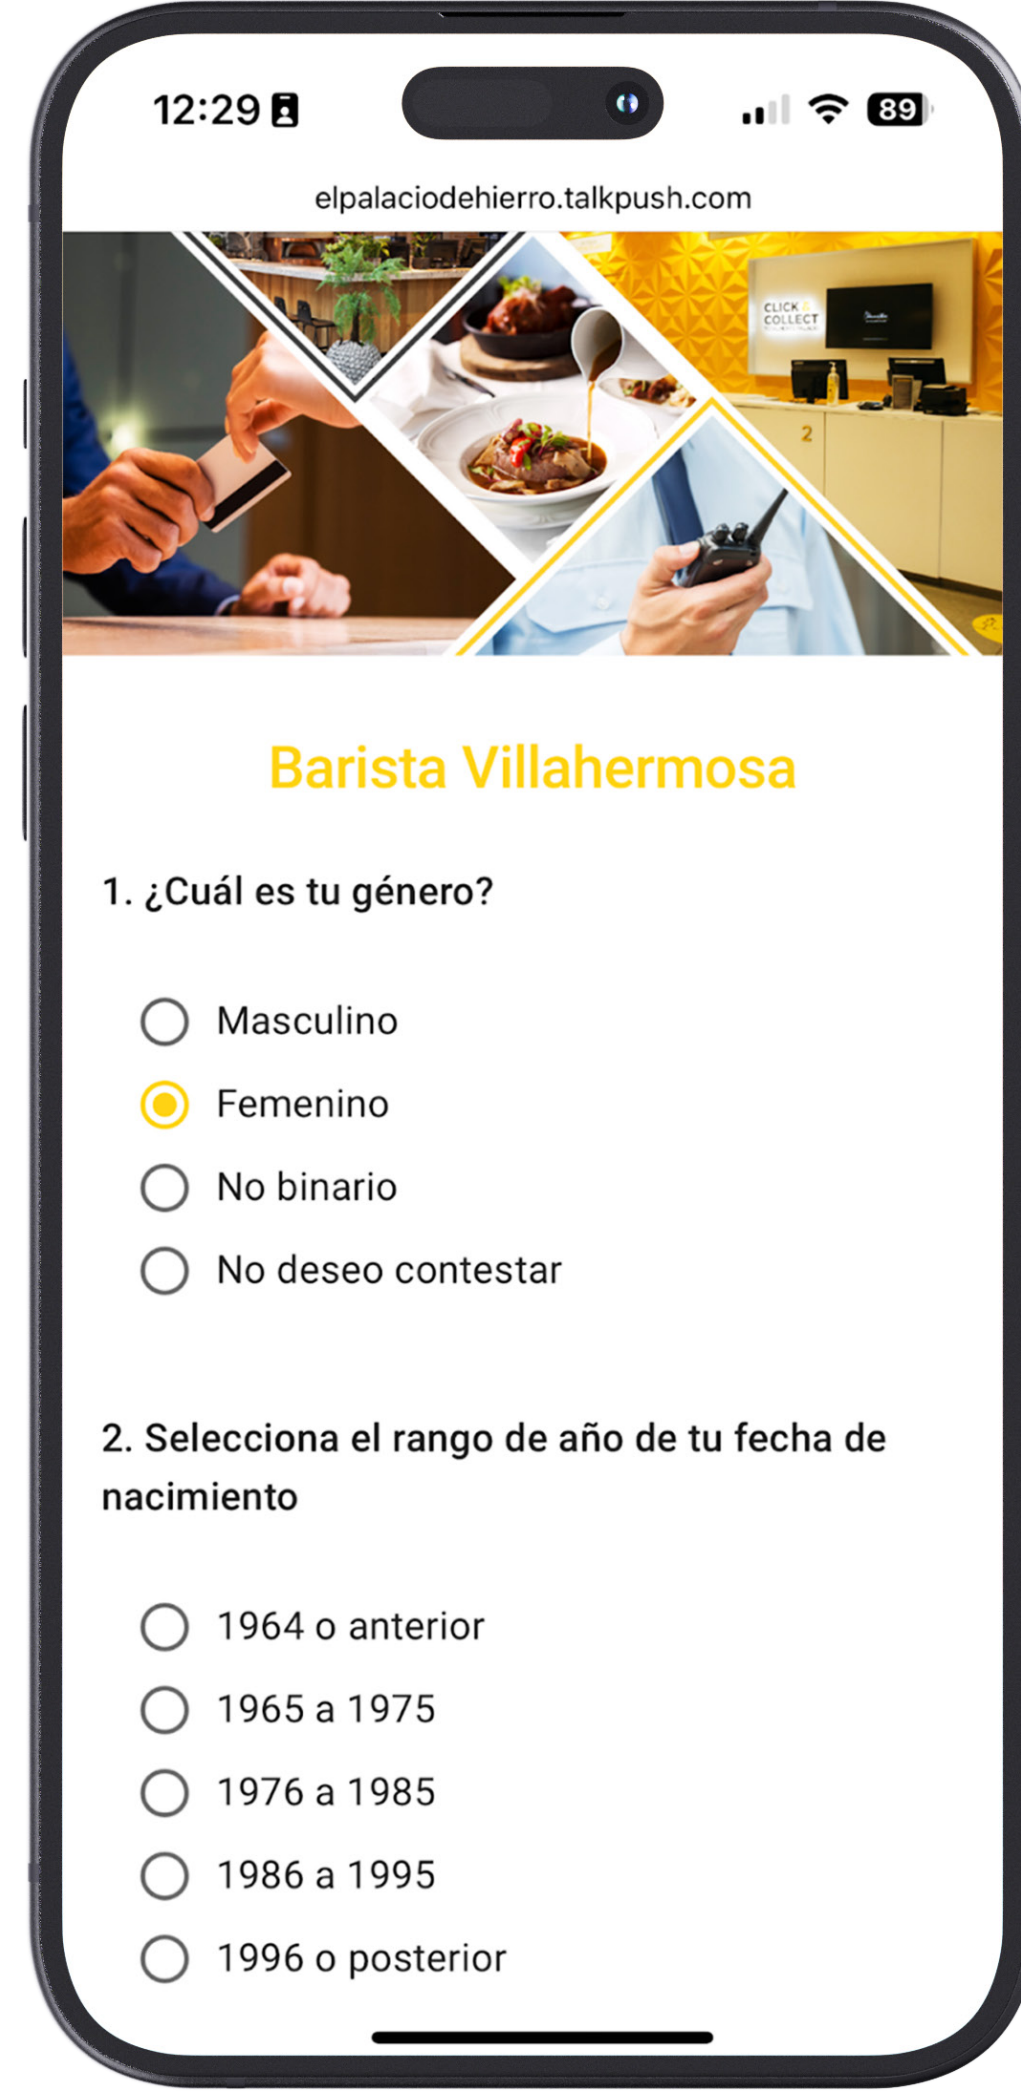 12:29
89
elpalaciodehierro.talkpush.com
CLICK &
COLLECT
2
Barista Villahermosa
1. ¿Cuál es tu género?
Masculino
Femenino
No binario
No deseo contestar
2. Selecciona el rango de año de tu fecha de
nacimiento
1964 o anterior
1965 a 1975
1976 a 1985
1986 a 1995
1996 o posterior